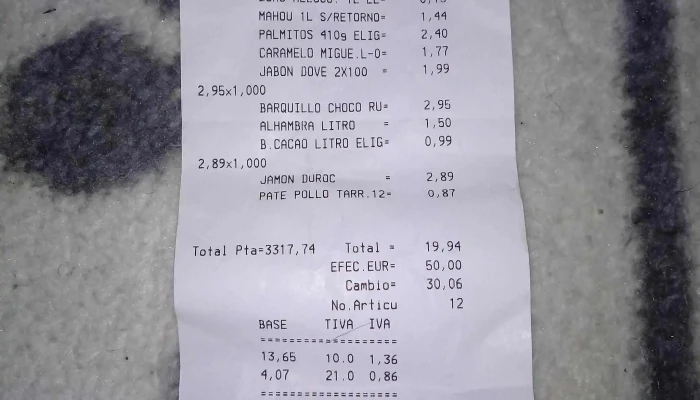 MAHOU 1L S/RETORNO= 1,44
PALMITOS 410g ELIG= 2,40
CARAMELO MIGUE.L-O= 1,77
JABON DOVE 2X100 = 1,99
2,95x1,000
BARQUILLO CHOCO RU= 2,95
ALHAMBRA LITRO = 1,50
B.CACAO LITRO ELIG= 0,99
2,89x1,000
JAMON DUROC = 2,89
PATE POLLO TARR.12= 0,87
Total Pta=3317,74 Total = 19,94
EFEC.EUR= 50,00
Cambio= 30,06
No.Articu 12
BASE TIVA IVA
===================
13,65 10.0 1,36
4,07 21.0 0,86
===================